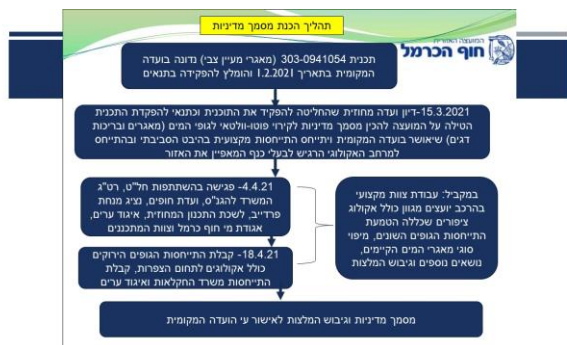 תהליך הכנת מסמך מדיניות
המועצה האזורית
חוף הכרמל
תכנית 303-0941054 (מאגרי מעיין צבי) נדונה בועדה
המקומית בתאריך 1.2.2021 והומלץ להפקידה בתנאים
15.3.2021-דיון ועדה מחוזית שהחליטה להפקיד את התוכנית וכתנאי להפקדת התכנית
הטילה על המועצה להכין מסמך מדיניות לקירוי פוטו-וולטאי לגופי המים (מאגרים ובריכות
דגים) שיאושר בועדה המקומית ויתייחס התייחסות מקצועית בהיבט הסביבתי ובהתייחס
למרחב האקולוגי הרגיש לבעלי כנף המאפיין את האזור
4.4.21- פגישה בהשתתפות חל"ט, רט"ג
המשרד להגנ"ס, ועדת חופים, נציג מנחת
פרדייב, לשכת התכנון המחוזית, איגוד ערים,
אגודת מי חוף כרמל וצוות המתכננים
18.4.21- קבלת התייחסות הגופים הירוקים
כולל אקולוגים לתחום הצפרות, קבלת
התייחסות משרד החקלאות ואיגוד ערים
במקביל: עבודת צוות מקצועי
בהרכב יועצים מגוון כולל אקולוג
ציפורים שכללה הטמעת
התייחסות הגופים השונים, מיפוי
סוגי מאגרי המים הקיימים,
נושאים נוספים וגיבוש המלצות
מסמך מדיניות וגיבוש המלצות לאישור עי הועדה המקומית